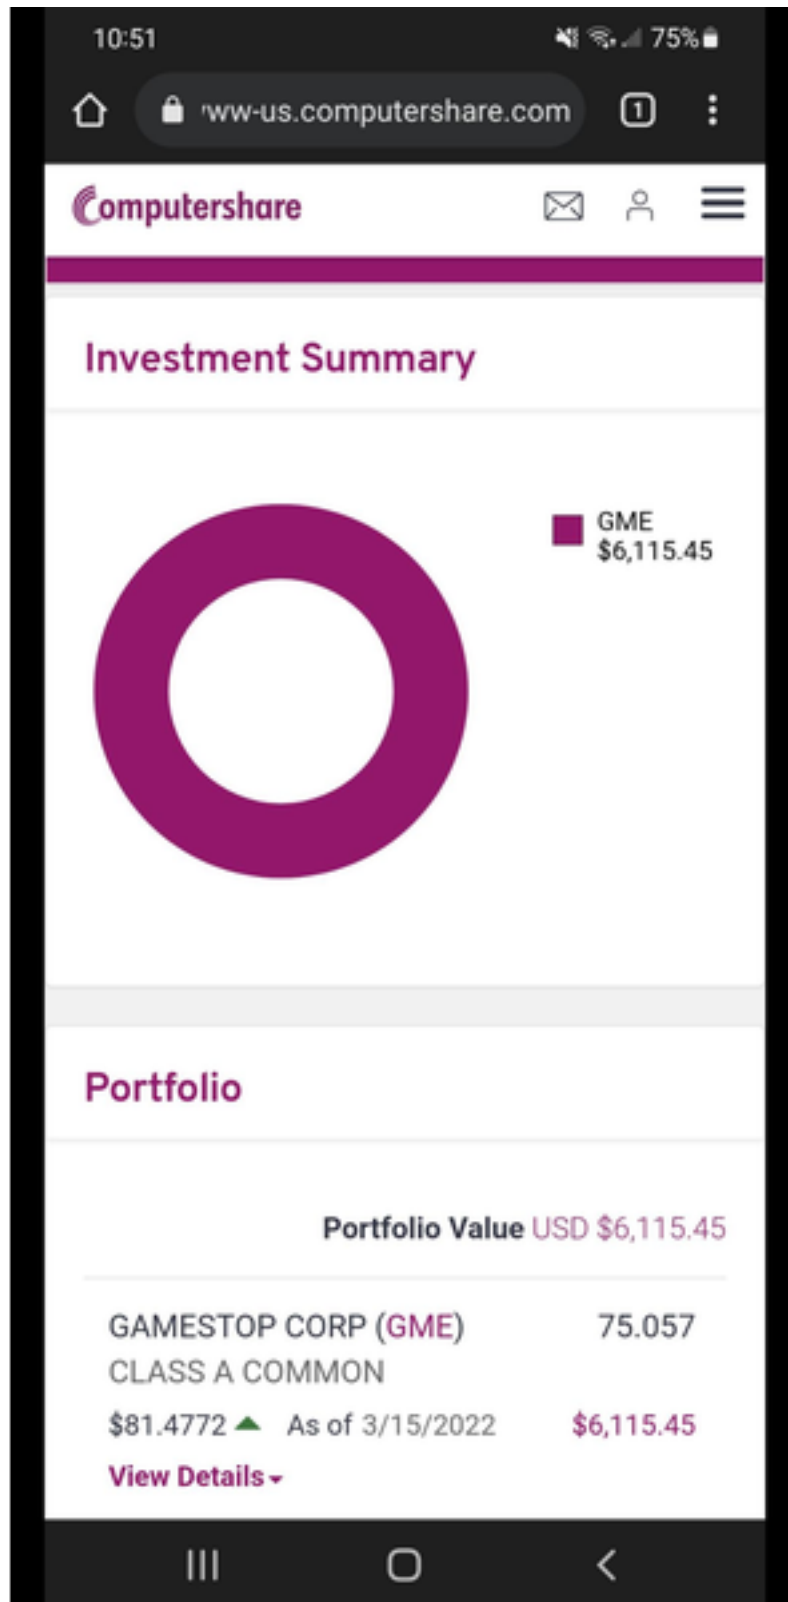 10:51
75%
ww-us.computershare.com
1
Computershare
Investment Summary
GME
$6,115.45
Portfolio
Portfolio Value USD $6,115.45
GAMESTOP CORP (GME) 75.057
CLASS A COMMON
$81.4772 As of 3/15/2022 $6,115.45
View Details